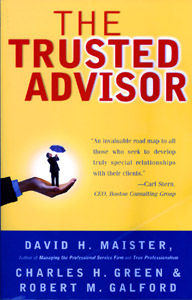 THE
TRUSTED
ADVISOR
"An invaluable road map to all
those who seek to develop
truly special relationships
with their clients."
—Carl Stern,
CEO, Boston Consulting Group
DAVID H. MAISTER,
Author of Managing the Professional Service Firm and True Professionalism
CHARLES H. GREEN &
ROBERT M. GALFORD